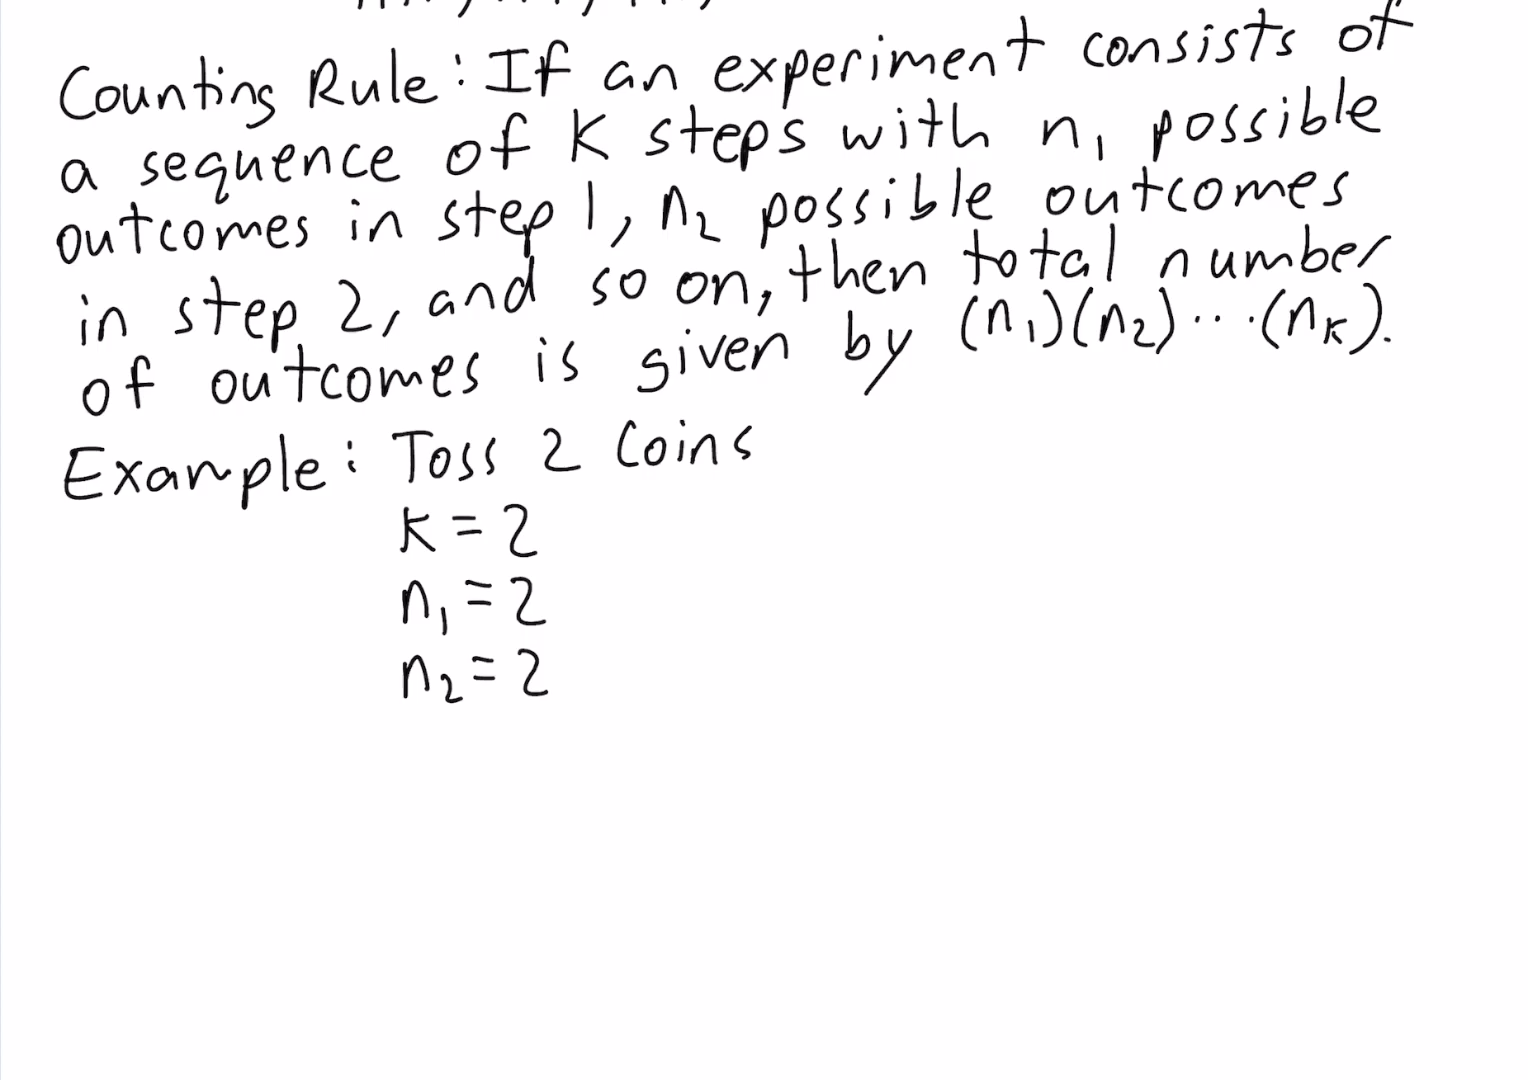 Counting Rule: If an experiment consists of
a sequence of K steps with n₁ possible
outcomes in step 1, n₂ possible outcomes
in step 2, and so on, then total number
of outcomes is given by (n₁)(n₂)...(nₖ).
Example: Toss 2 Coins
K = 2
n₁ = 2
n₂ = 2